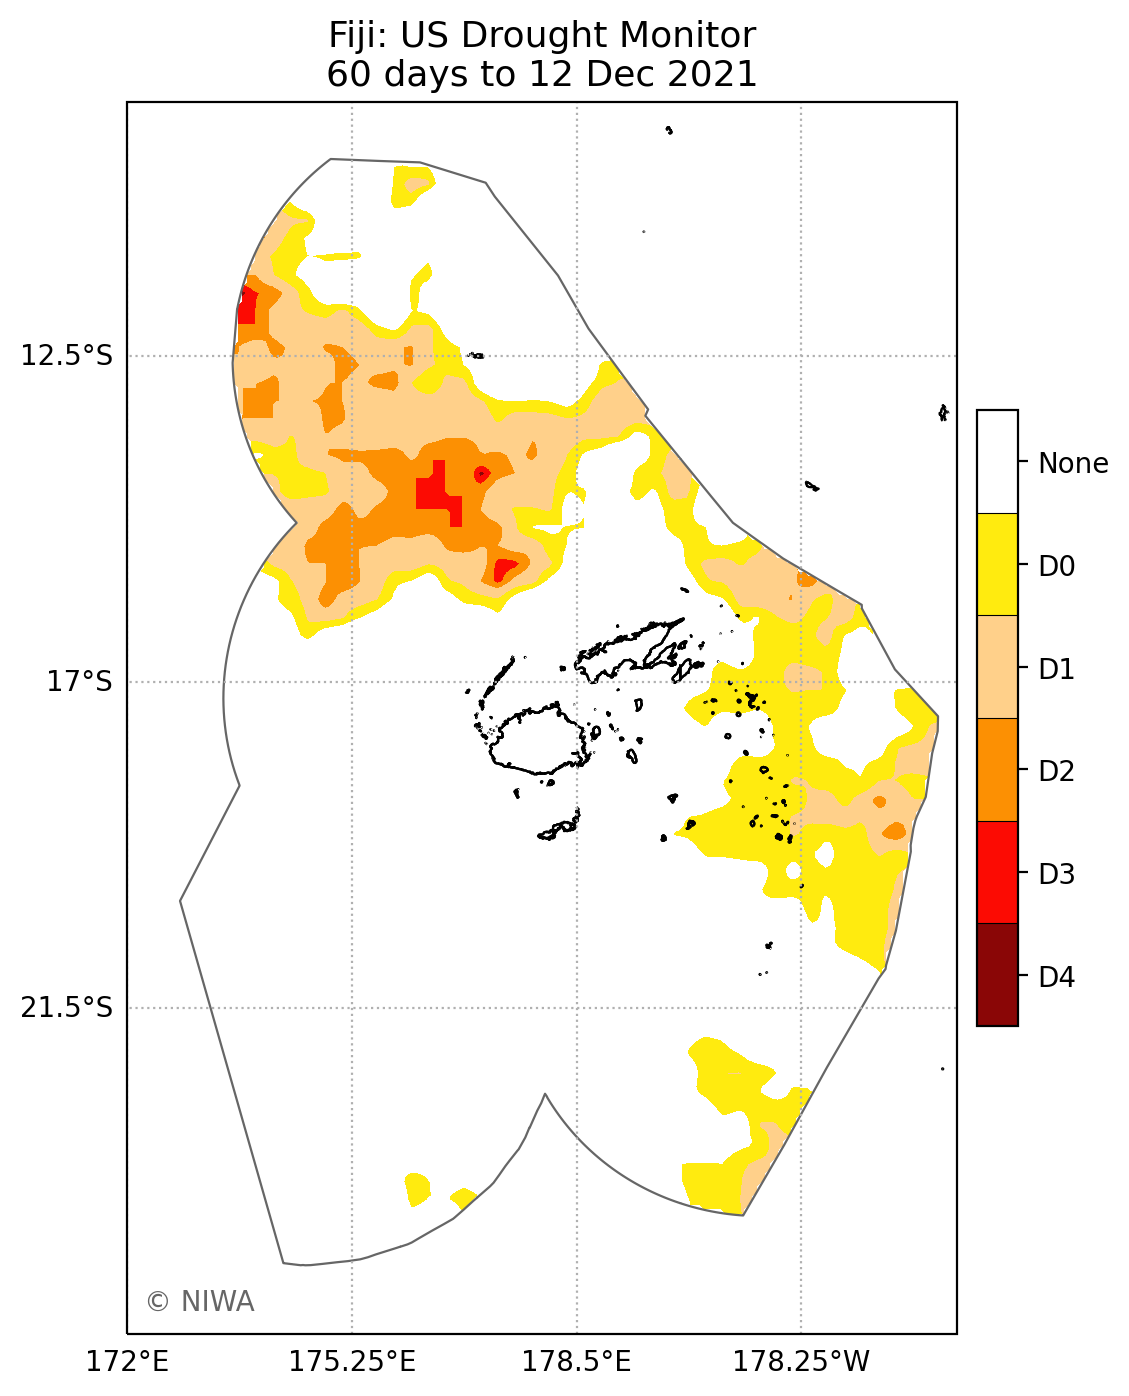 Fiji: US Drought Monitor
60 days to 12 Dec 2021
12.5°S
17°S
21.5°S
172°E
175.25°E
178.5°E
178.25°W
None
D0
D1
D2
D3
D4
© NIWA